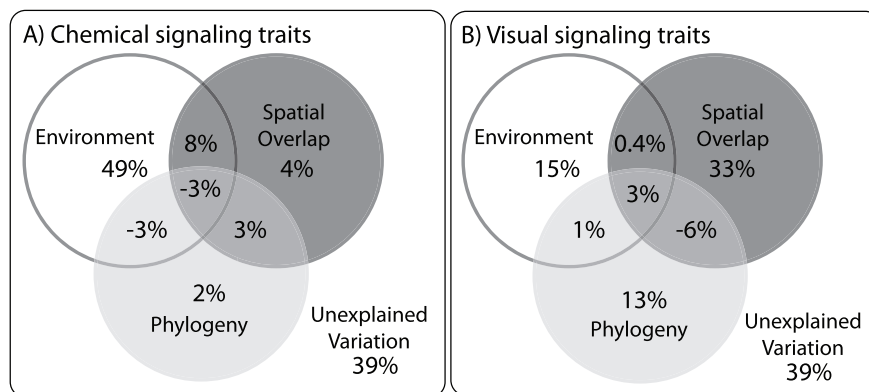 A) Chemical signaling traits
Environment
49%
8%
Spatial
Overlap
4%
-3%
-3%
3%
2%
Phylogeny
Unexplained
Variation
39%
B) Visual signaling traits
Environment
15%
0.4%
Spatial
Overlap
33%
3%
1%
-6%
13%
Phylogeny
Unexplained
Variation
39%